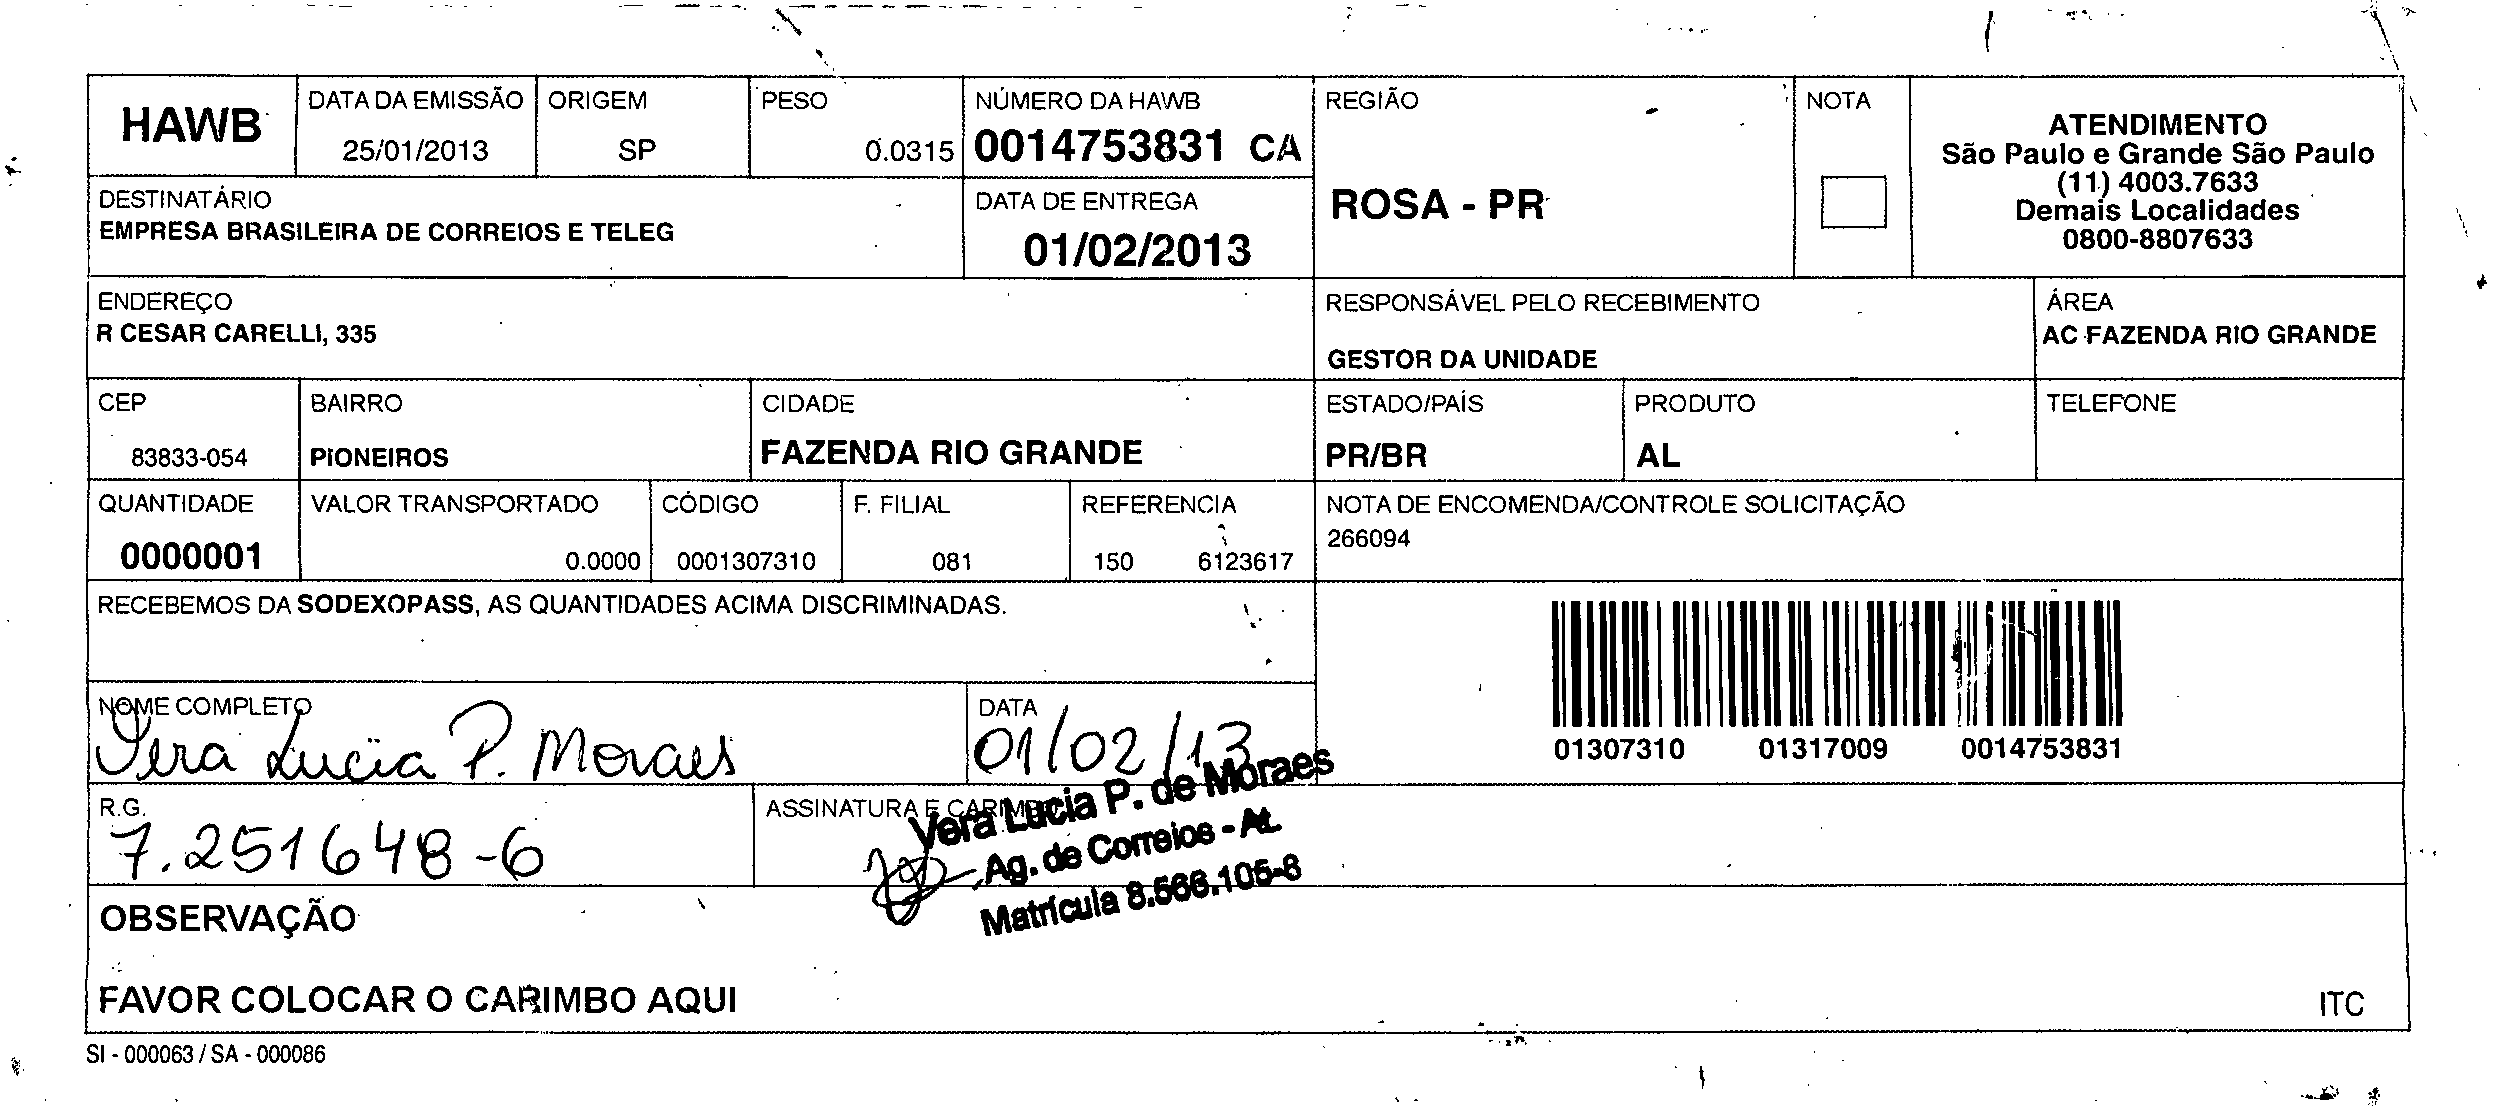 HAWB
DATA DA EMISSÃO
25/01/2013
ORIGEM
SP
PESO
0.0315
NÚMERO DA HAWB
0014753831 CA
REGIÃO
ROSA - PR
NOTA
ATENDIMENTO
São Paulo e Grande São Paulo
(11) 4003.7633
Demais Localidades
0800-8807633
DESTINATÁRIO
EMPRESA BRASILEIRA DE CORREIOS E TELEG
DATA DE ENTREGA
01/02/2013
ENDEREÇO
R CESAR CARELLI, 335
RESPONSÁVEL PELO RECEBIMENTO
GESTOR DA UNIDADE
ÁREA
AC FAZENDA RIO GRANDE
CEP
83833-054
BAIRRO
PIONEIROS
CIDADE
FAZENDA RIO GRANDE
ESTADO/PAÍS
PR/BR
PRODUTO
AL
TELEFONE
QUANTIDADE
0000001
VALOR TRANSPORTADO
0.0000
CÓDIGO
0001307310
F. FILIAL
081
REFERENCIA
150 6123617
NOTA DE ENCOMENDA/CONTROLE SOLICITAÇÃO
266094
RECEBEMOS DA SODEXOPASS, AS QUANTIDADES ACIMA DISCRIMINADAS.
01307310 01317009 0014753831
NOME COMPLETO
Vera Lucia P. Moraes
DATA
01/02/13
R.G.
7.251648-6
ASSINATURA E CARIMBO
Vera Lucia P. de Moraes
Ag. de Correios - At.
Matrícula 8.566.105-8
OBSERVAÇÃO
FAVOR COLOCAR O CARIMBO AQUI
ITC
SI - 000063 / SA - 000086